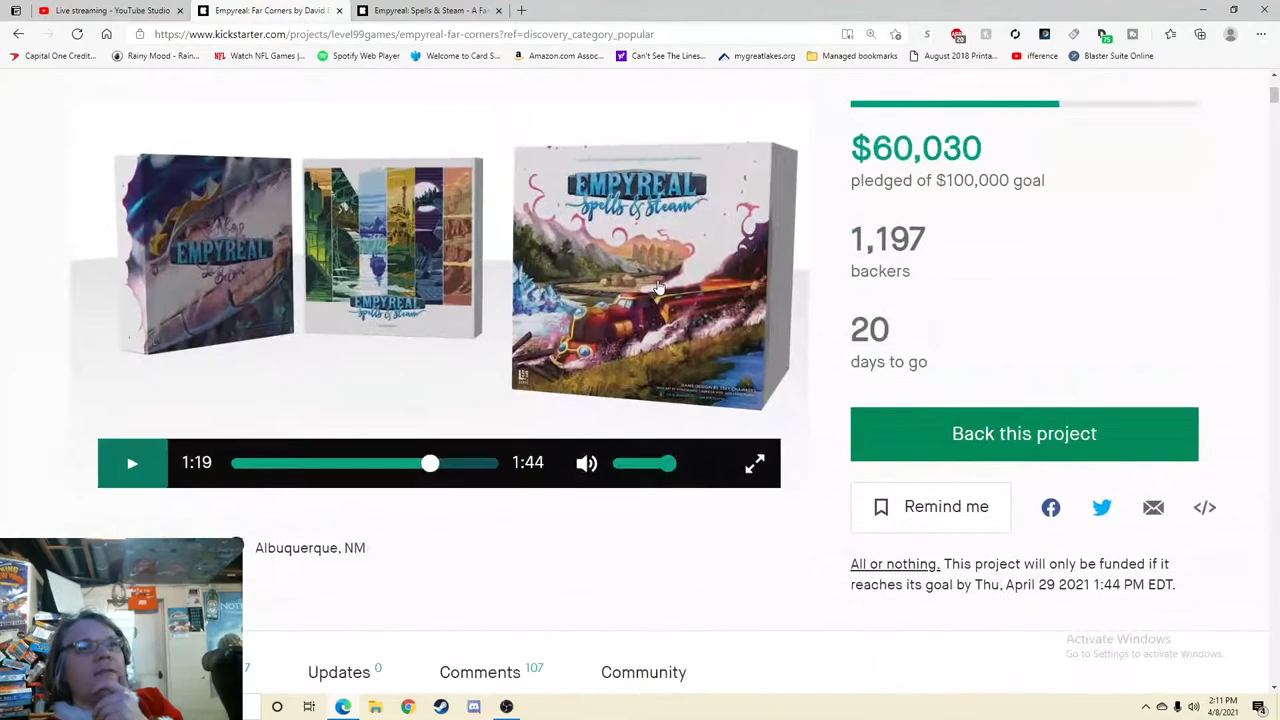 Live streaming - YouTube Studio
Empyreal: Far Corners by David E
Empyreal: Spells & Steam - A Fa
https://www.kickstarter.com/projects/level99games/empyreal-far-corners?ref=discovery_category_popular
Capital One Credit...
Rainy Mood - Rainy...
Watch Games |...
Spotify Web Player
Welcome to Card S...
Amazon.com Assoc...
Can't See The Lines...
mygreatlakes.org
Managed bookmarks
August 2018 Printa...
ifference
Blaster Suite Online
EMPYREAL
EMPYREAL
Spells & Steam
EMPYREAL
Spells & Steam
$60,030
pledged of $100,000 goal
1,197
backers
20
days to go
Back this project
1:19
1:44
Remind me
Albuquerque, NM
All or nothing. This project will only be funded if it
reaches its goal by Thu, April 29 2021 1:44 PM EDT.
Activate Windows
Go to Settings to activate Windows.
Updates 0
Comments 107
Community
2:11 PM
4/8/2021